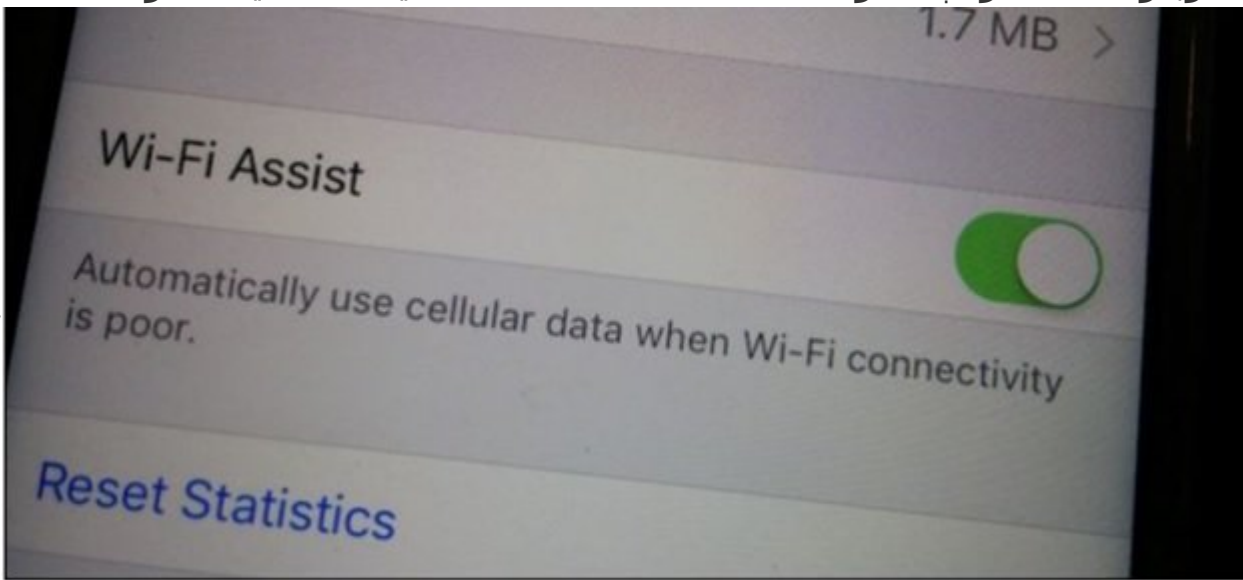 1.7 MB
Wi-Fi Assist
Automatically use cellular data when Wi-Fi connectivity
is poor.
Reset Statistics